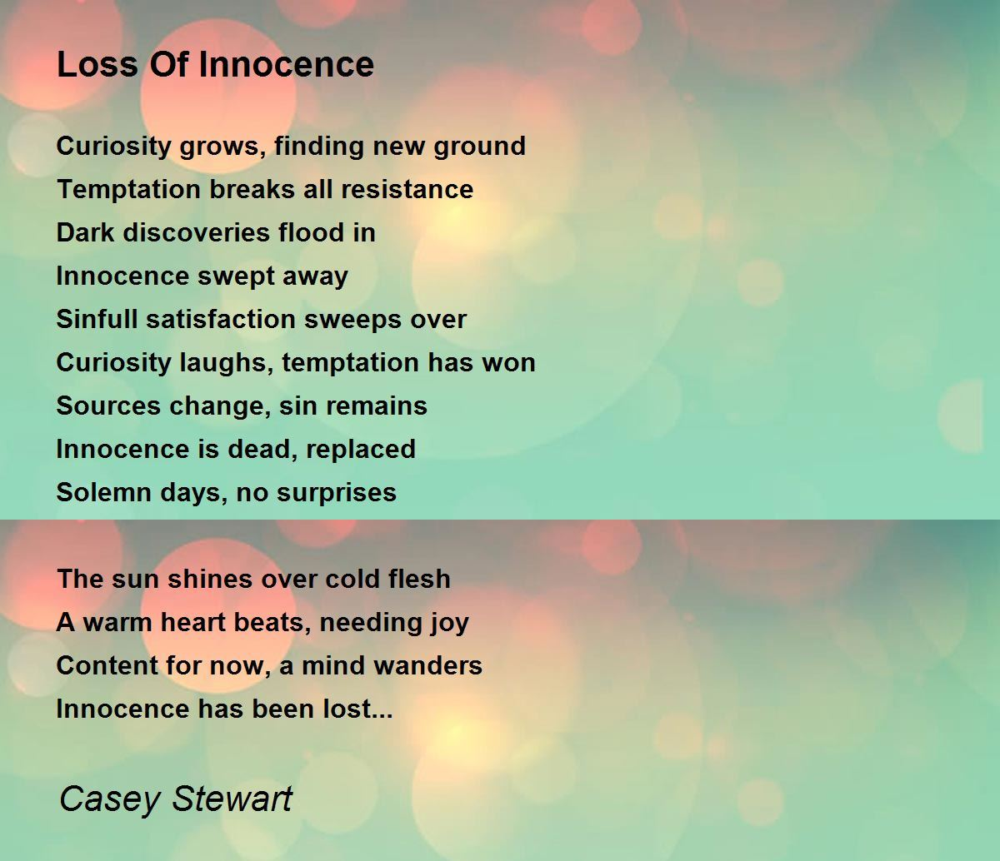 Loss Of Innocence
Curiosity grows, finding new ground
Temptation breaks all resistance
Dark discoveries flood in
Innocence swept away
Sinfull satisfaction sweeps over
Curiosity laughs, temptation has won
Sources change, sin remains
Innocence is dead, replaced
Solemn days, no surprises
The sun shines over cold flesh
A warm heart beats, needing joy
Content for now, a mind wanders
Innocence has been lost...
Casey Stewart